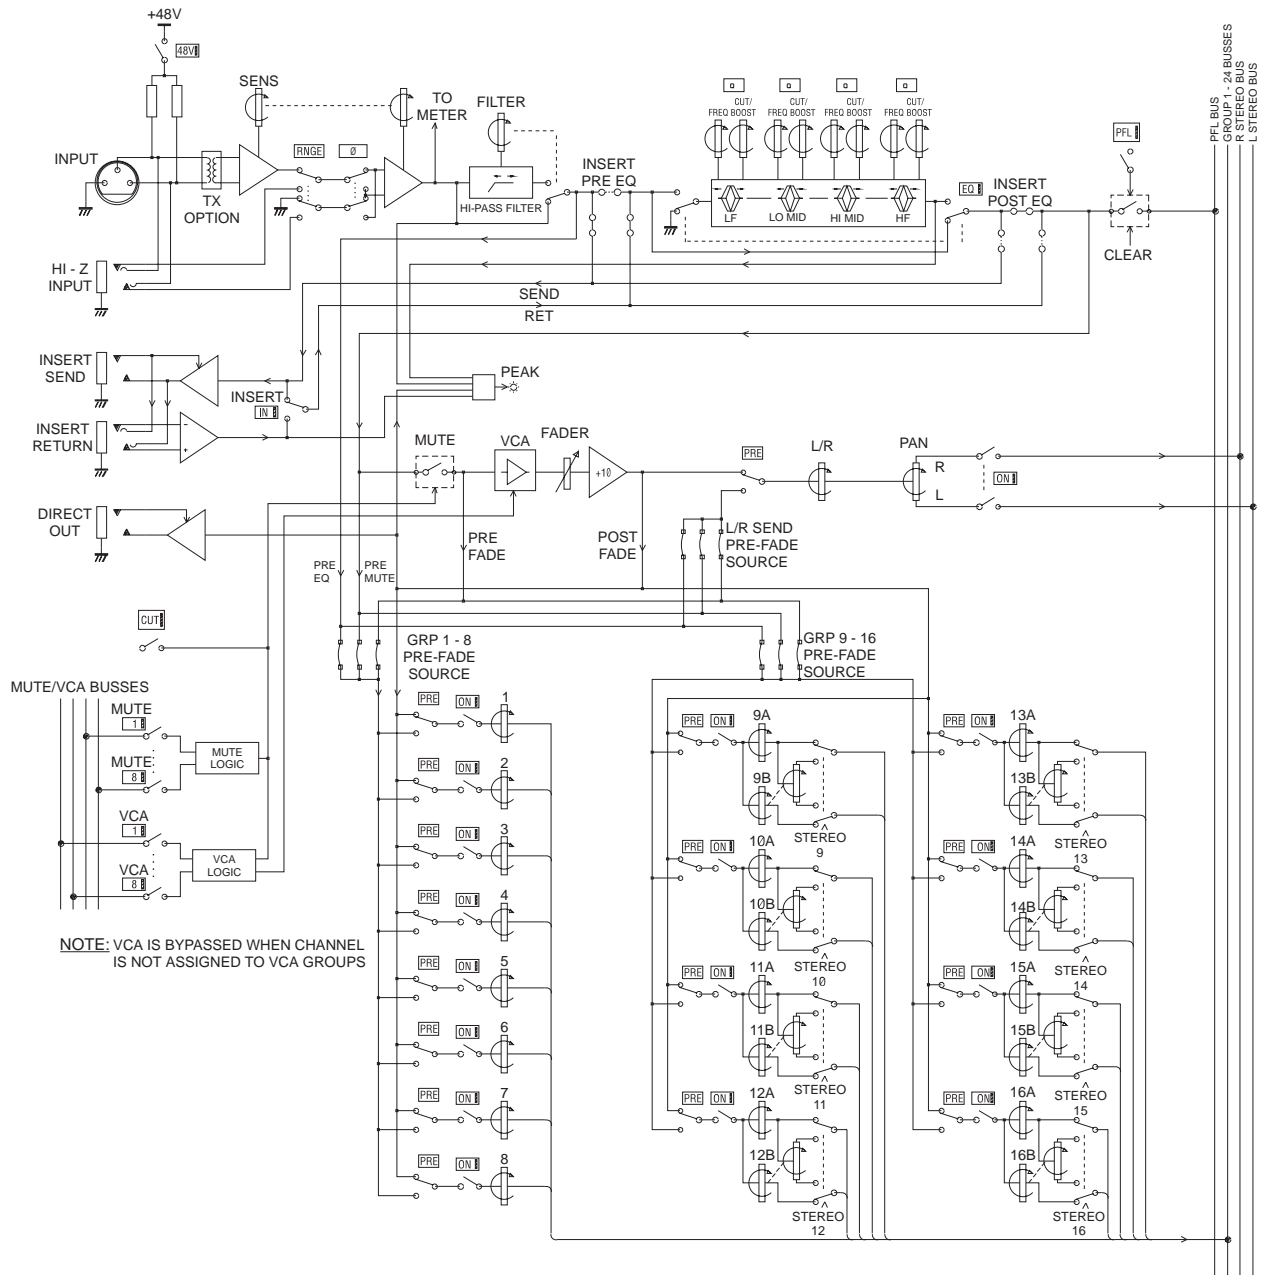 +48V
48V
SENS
TO
METER
FILTER
INPUT
RNGE
Ø
TX
OPTION
HI-PASS FILTER
INSERT
PRE EQ
CUT/
FREQ BOOST
CUT/
FREQ BOOST
CUT/
FREQ BOOST
CUT/
FREQ BOOST
LF
LO MID
HI MID
HF
EQ
INSERT
POST EQ
PFL
CLEAR
PFL BUS
GROUP 1 - 24 BUSSES
R STEREO BUS
L STEREO BUS
HI - Z
INPUT
SEND
RET
INSERT
SEND
INSERT
IN
PEAK
INSERT
RETURN
-
+
MUTE
VCA
FADER
+10
PRE
L/R
PAN
R
L
ON
DIRECT
OUT
PRE
FADE
POST
FADE
L/R SEND
PRE-FADE
SOURCE
PRE
EQ
PRE
MUTE
CUT
GRP 1 - 8
PRE-FADE
SOURCE
GRP 9 - 16
PRE-FADE
SOURCE
MUTE/VCA BUSSES
MUTE
1
MUTE
8
MUTE
LOGIC
VCA
1
VCA
8
VCA
LOGIC
NOTE: VCA IS BYPASSED WHEN CHANNEL
IS NOT ASSIGNED TO VCA GROUPS
PRE ON 1
PRE ON 2
PRE ON 3
PRE ON 4
PRE ON 5
PRE ON 6
PRE ON 7
PRE ON 8
PRE ON 9A
9B
STEREO
9
PRE ON 10A
10B
STEREO
10
PRE ON 11A
11B
STEREO
11
PRE ON 12A
12B
STEREO
12
PRE ON 13A
13B
STEREO
13
PRE ON 14A
14B
STEREO
14
PRE ON 15A
15B
STEREO
15
PRE ON 16A
16B
STEREO
16